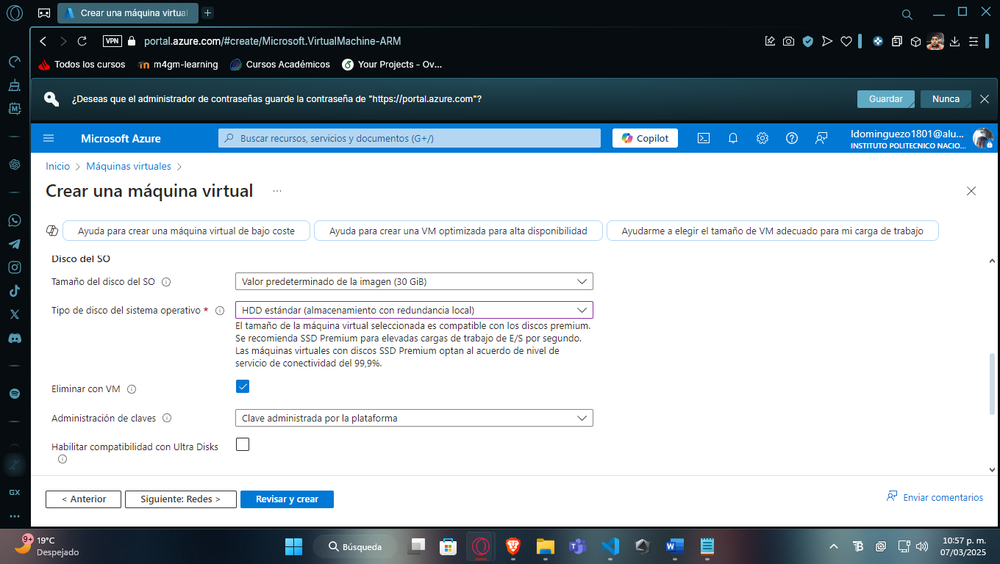 Crear una máquina virtual
VPN
portal.azure.com/#create/Microsoft.VirtualMachine-ARM
Todos los cursos
m4gm-learning
Cursos Académicos
Your Projects - Ov...
¿Deseas que el administrador de contraseñas guarde la contraseña de "https://portal.azure.com"?
Guardar
Nunca
Microsoft Azure
Buscar recursos, servicios y documentos (G+/)
Copilot
ldominguezo1801@alu...
INSTITUTO POLITECNICO NACIO...
Inicio > Máquinas virtuales >
Crear una máquina virtual ...
Ayuda para crear una máquina virtual de bajo coste
Ayuda para crear una VM optimizada para alta disponibilidad
Ayudarme a elegir el tamaño de VM adecuado para mi carga de trabajo
Disco del SO
Tamaño del disco del SO
Valor predeterminado de la imagen (30 GiB)
Tipo de disco del sistema operativo *
HDD estándar (almacenamiento con redundancia local)
El tamaño de la máquina virtual seleccionada es compatible con los discos premium.
Se recomienda SSD Premium para elevadas cargas de trabajo de E/S por segundo.
Las máquinas virtuales con discos SSD Premium optan al acuerdo de nivel de
servicio de conectividad del 99,9%.
Eliminar con VM
Administración de claves
Clave administrada por la plataforma
Habilitar compatibilidad con Ultra Disks
< Anterior
Siguiente: Redes >
Revisar y crear
Enviar comentarios
GX
9+
19°C
Despejado
Búsqueda
10:57 p. m.
07/03/2025